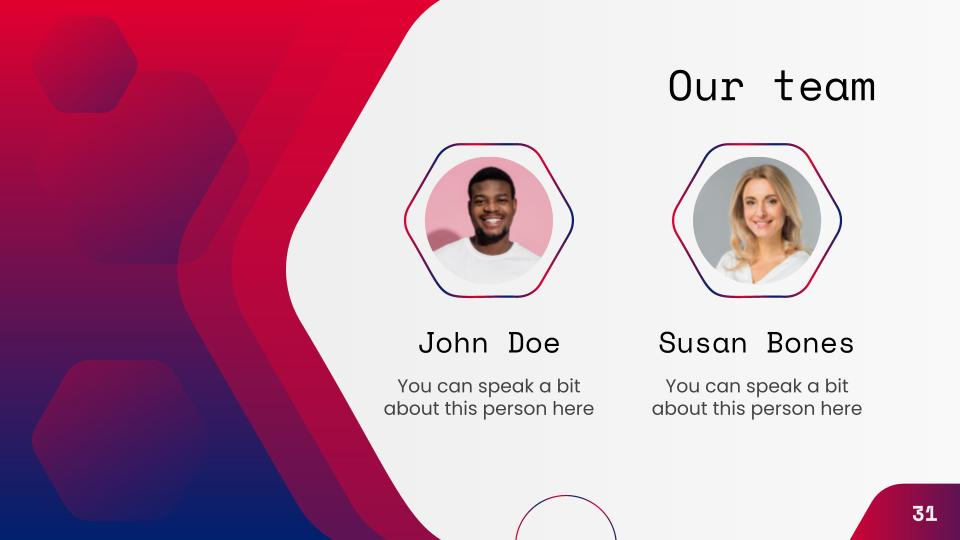 Our team
John Doe
You can speak a bit
about this person here
Susan Bones
You can speak a bit
about this person here
31